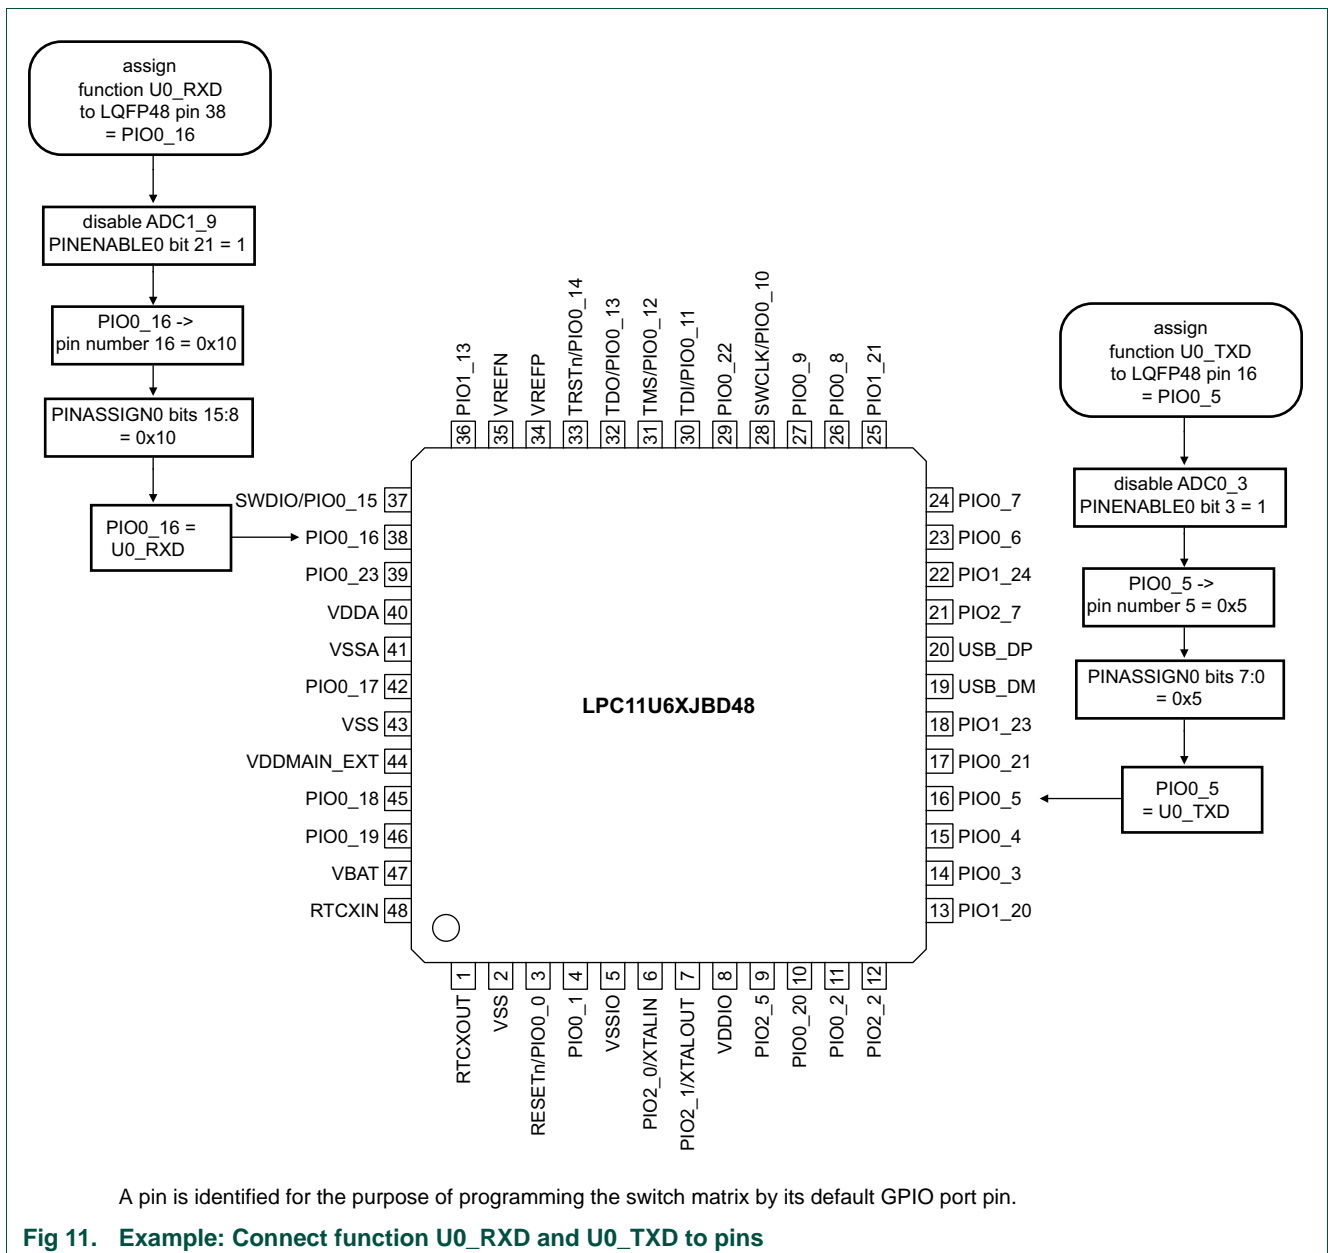 assign
function U0_RXD
to LQFP48 pin 38
= PIO0_16
disable ADC1_9
PINENABLE0 bit 21 = 1
PIO0_16 ->
pin number 16 = 0x10
PINASSIGN0 bits 15:8
= 0x10
PIO0_16 =
U0_RXD
36 PIO1_13
35 VREFN
34 VREFP
33 TRSTn/PIO0_14
32 TDO/PIO0_13
31 TMS/PIO0_12
30 TDI/PIO0_11
29 PIO0_22
28 SWCLK/PIO0_10
27 PIO0_9
26 PIO0_8
25 PIO1_21
assign
function U0_TXD
to LQFP48 pin 16
= PIO0_5
disable ADC0_3
PINENABLE0 bit 3 = 1
PIO0_5 ->
pin number 5 = 0x5
PINASSIGN0 bits 7:0
= 0x5
PIO0_5
= U0_TXD
SWDIO/PIO0_15 37
PIO0_16 38
PIO0_23 39
VDDA 40
VSSA 41
PIO0_17 42
VSS 43
VDDMAIN_EXT 44
PIO0_18 45
PIO0_19 46
VBAT 47
RTCXIN 48
LPC11U6XJBD48
24 PIO0_7
23 PIO0_6
22 PIO1_24
21 PIO2_7
20 USB_DP
19 USB_DM
18 PIO1_23
17 PIO0_21
16 PIO0_5
15 PIO0_4
14 PIO0_3
13 PIO1_20
RTCXOUT 1
VSS 2
RESETn/PIO0_0 3
PIO0_1 4
VSSIO 5
PIO2_0/XTALIN 6
PIO2_1/XTALOUT 7
VDDIO 8
PIO2_5 9
PIO0_20 10
PIO0_2 11
PIO2_2 12
A pin is identified for the purpose of programming the switch matrix by its default GPIO port pin.
Fig 11. Example: Connect function U0_RXD and U0_TXD to pins